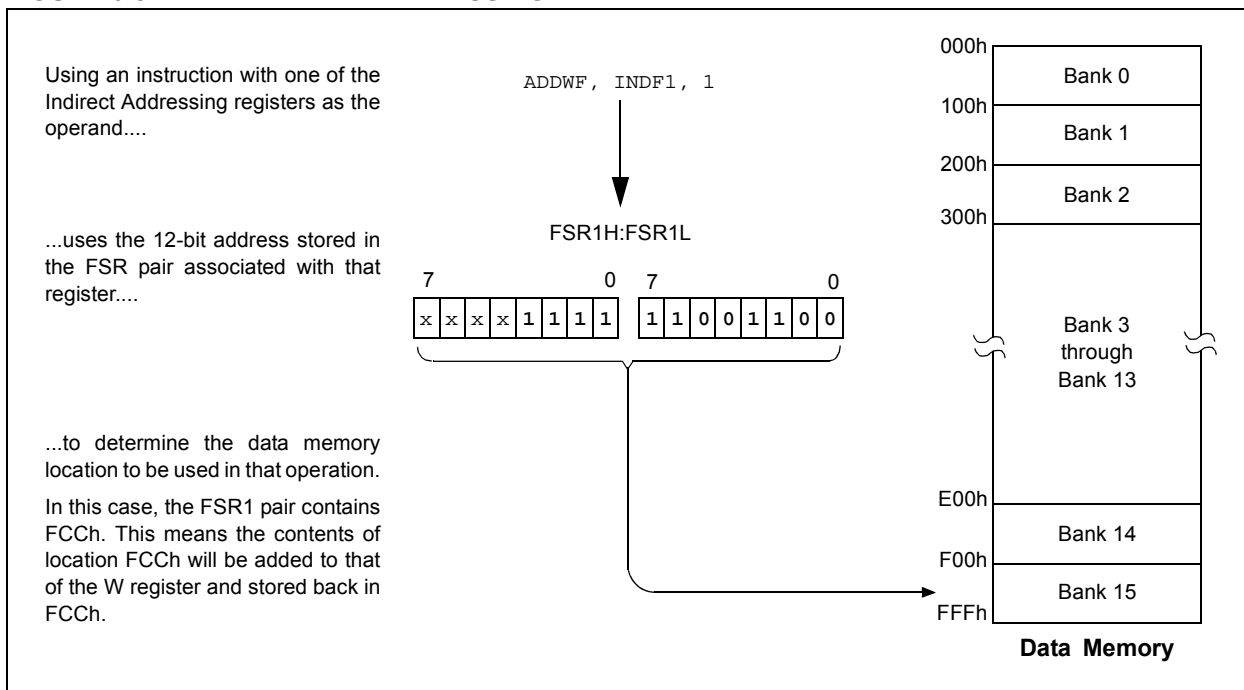 Using an instruction with one of the
Indirect Addressing registers as the
operand....
ADDWF, INDF1, 1
...uses the 12-bit address stored in
the FSR pair associated with that
register....
FSR1H:FSR1L
7 0 7 0
x x x x 1 1 1 1 1 1 0 0 1 1 0 0
...to determine the data memory
location to be used in that operation.
In this case, the FSR1 pair contains
FCCh. This means the contents of
location FCCh will be added to that
of the W register and stored back in
FCCh.
000h
Bank 0
100h
Bank 1
200h
Bank 2
300h
Bank 3
through
Bank 13
E00h
Bank 14
F00h
Bank 15
FFFh
Data Memory